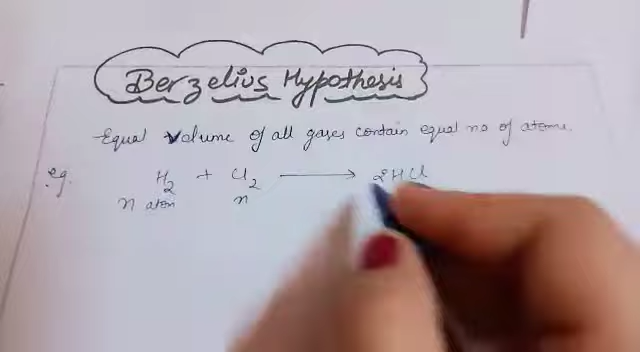 Berzelius Hypothesis
Equal volume of all gases contain equal no of atoms.
eg. H2 + Cl2 → 2HCl
n atom n